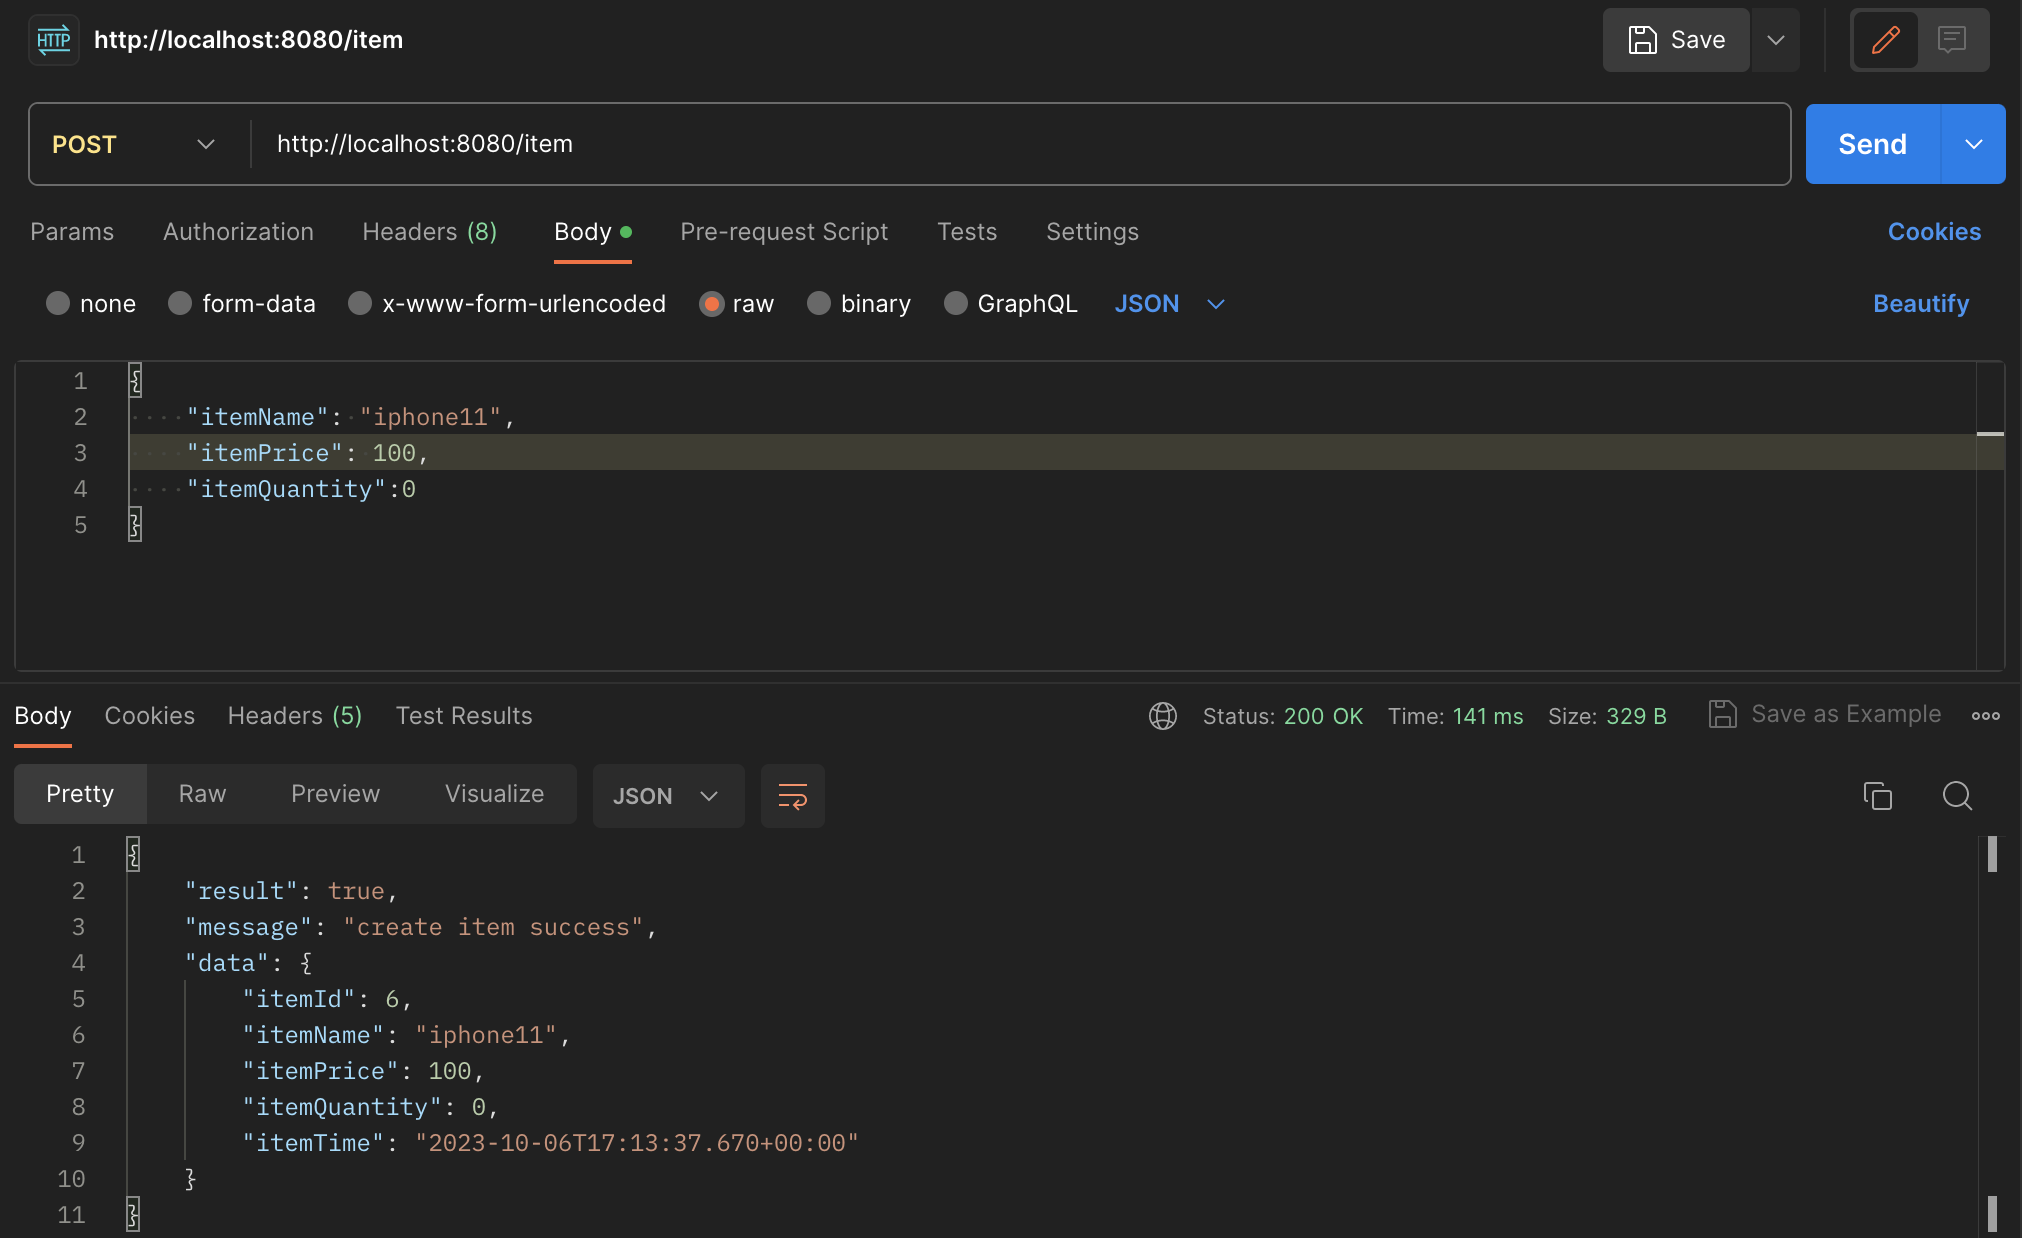 HTTP http://localhost:8080/item Save
POST http://localhost:8080/item Send
Params Authorization Headers (8) Body Pre-request Script Tests Settings Cookies
none form-data x-www-form-urlencoded raw binary GraphQL JSON Beautify
1 {
2 "itemName": "iphone11",
3 "itemPrice": 100,
4 "itemQuantity":0
5 }
Body Cookies Headers (5) Test Results Status: 200 OK Time: 141 ms Size: 329 B Save as Example
Pretty Raw Preview Visualize JSON
1 {
2 "result": true,
3 "message": "create item success",
4 "data": {
5 "itemId": 6,
6 "itemName": "iphone11",
7 "itemPrice": 100,
8 "itemQuantity": 0,
9 "itemTime": "2023-10-06T17:13:37.670+00:00"
10 }
11 }